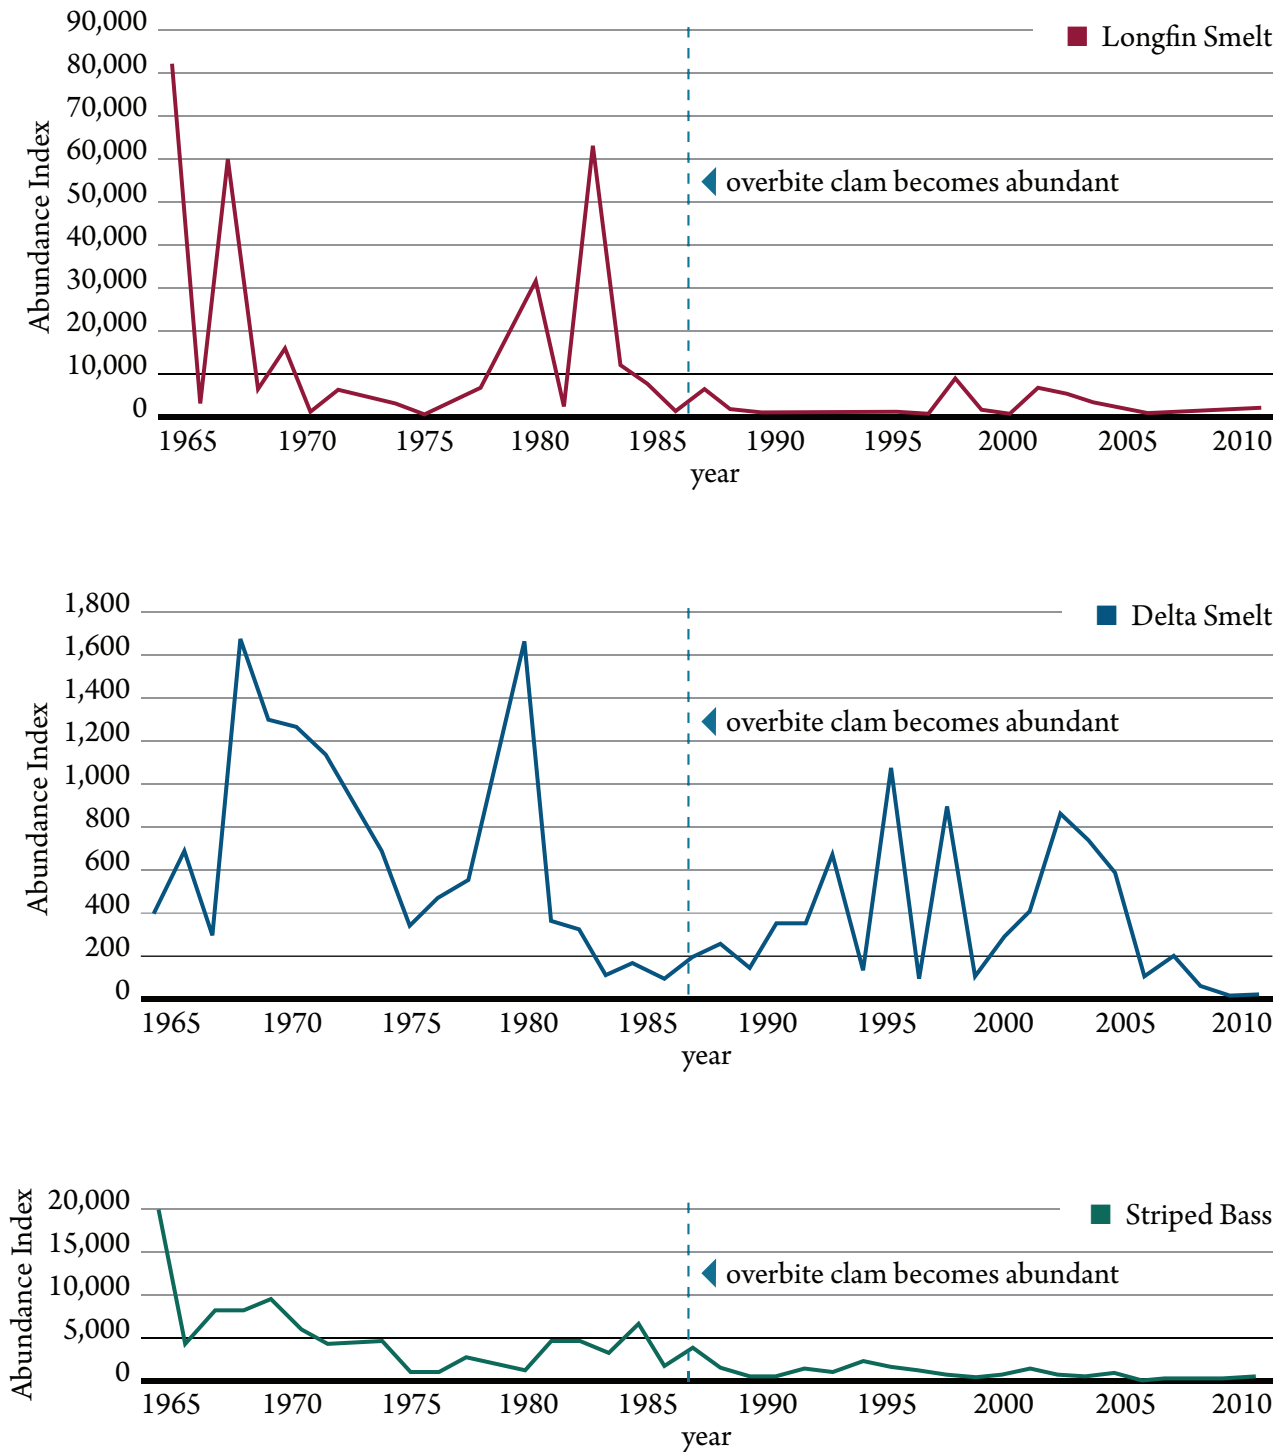 90,000
Longfin Smelt
80,000
70,000
60,000
50,000
40,000
30,000
20,000
10,000
0
Abundance Index
overbite clam becomes abundant
1965 1970 1975 1980 1985 1990 1995 2000 2005 2010
year
1,800
Delta Smelt
1,600
1,400
1,200
1,000
800
600
400
200
0
Abundance Index
overbite clam becomes abundant
1965 1970 1975 1980 1985 1990 1995 2000 2005 2010
year
20,000
Striped Bass
15,000
10,000
5,000
0
Abundance Index
overbite clam becomes abundant
1965 1970 1975 1980 1985 1990 1995 2000 2005 2010
year